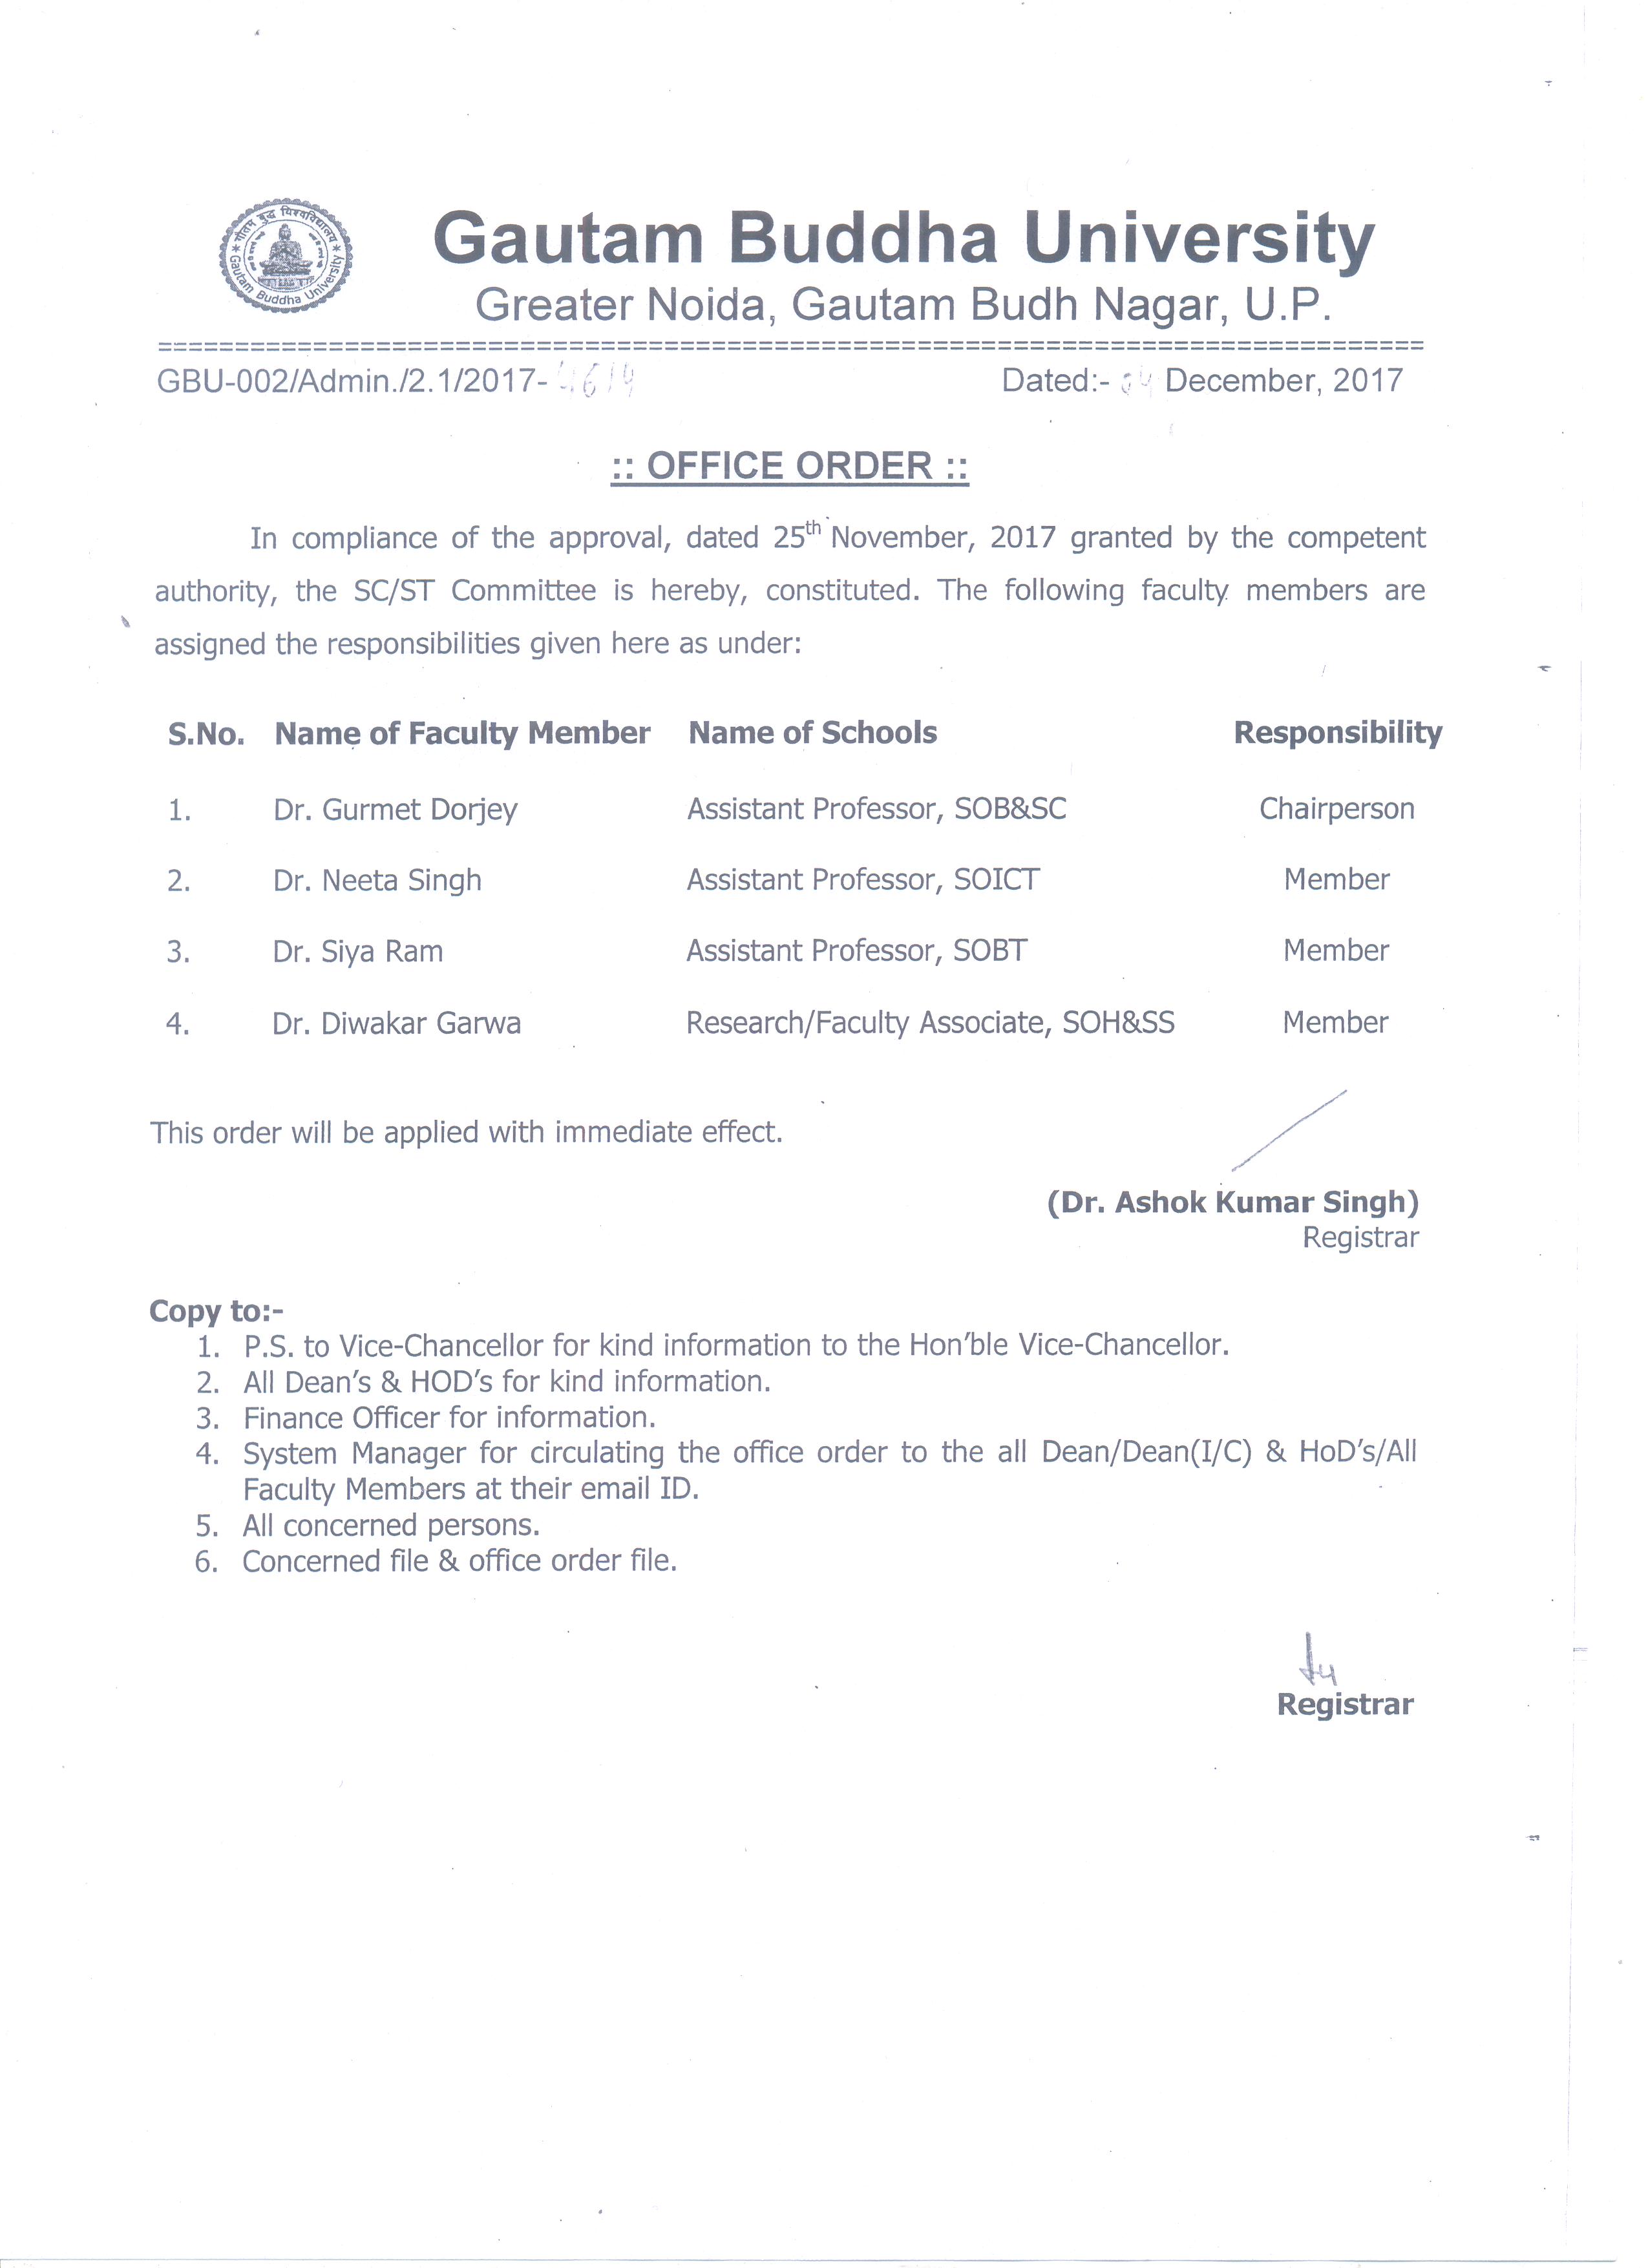 गौतम बुद्ध विश्वविद्यालय
Gautam Buddha University
Gautam Buddha University
Greater Noida, Gautam Budh Nagar, U.P.
===================================================================================
GBU-002/Admin./2.1/2017-
Dated:- 04 December, 2017
:: OFFICE ORDER ::
In compliance of the approval, dated 25th November, 2017 granted by the competent
authority, the SC/ST Committee is hereby, constituted. The following faculty members are
assigned the responsibilities given here as under:
S.No. Name of Faculty Member Name of Schools Responsibility
1. Dr. Gurmet Dorjey Assistant Professor, SOB&SC Chairperson
2. Dr. Neeta Singh Assistant Professor, SOICT Member
3. Dr. Siya Ram Assistant Professor, SOBT Member
4. Dr. Diwakar Garwa Research/Faculty Associate, SOH&SS Member
This order will be applied with immediate effect.
(Dr. Ashok Kumar Singh)
Registrar
Copy to:-
1. P.S. to Vice-Chancellor for kind information to the Hon'ble Vice-Chancellor.
2. All Dean's & HOD's for kind information.
3. Finance Officer for information.
4. System Manager for circulating the office order to the all Dean/Dean(I/C) & HoD's/All
Faculty Members at their email ID.
5. All concerned persons.
6. Concerned file & office order file.
Registrar